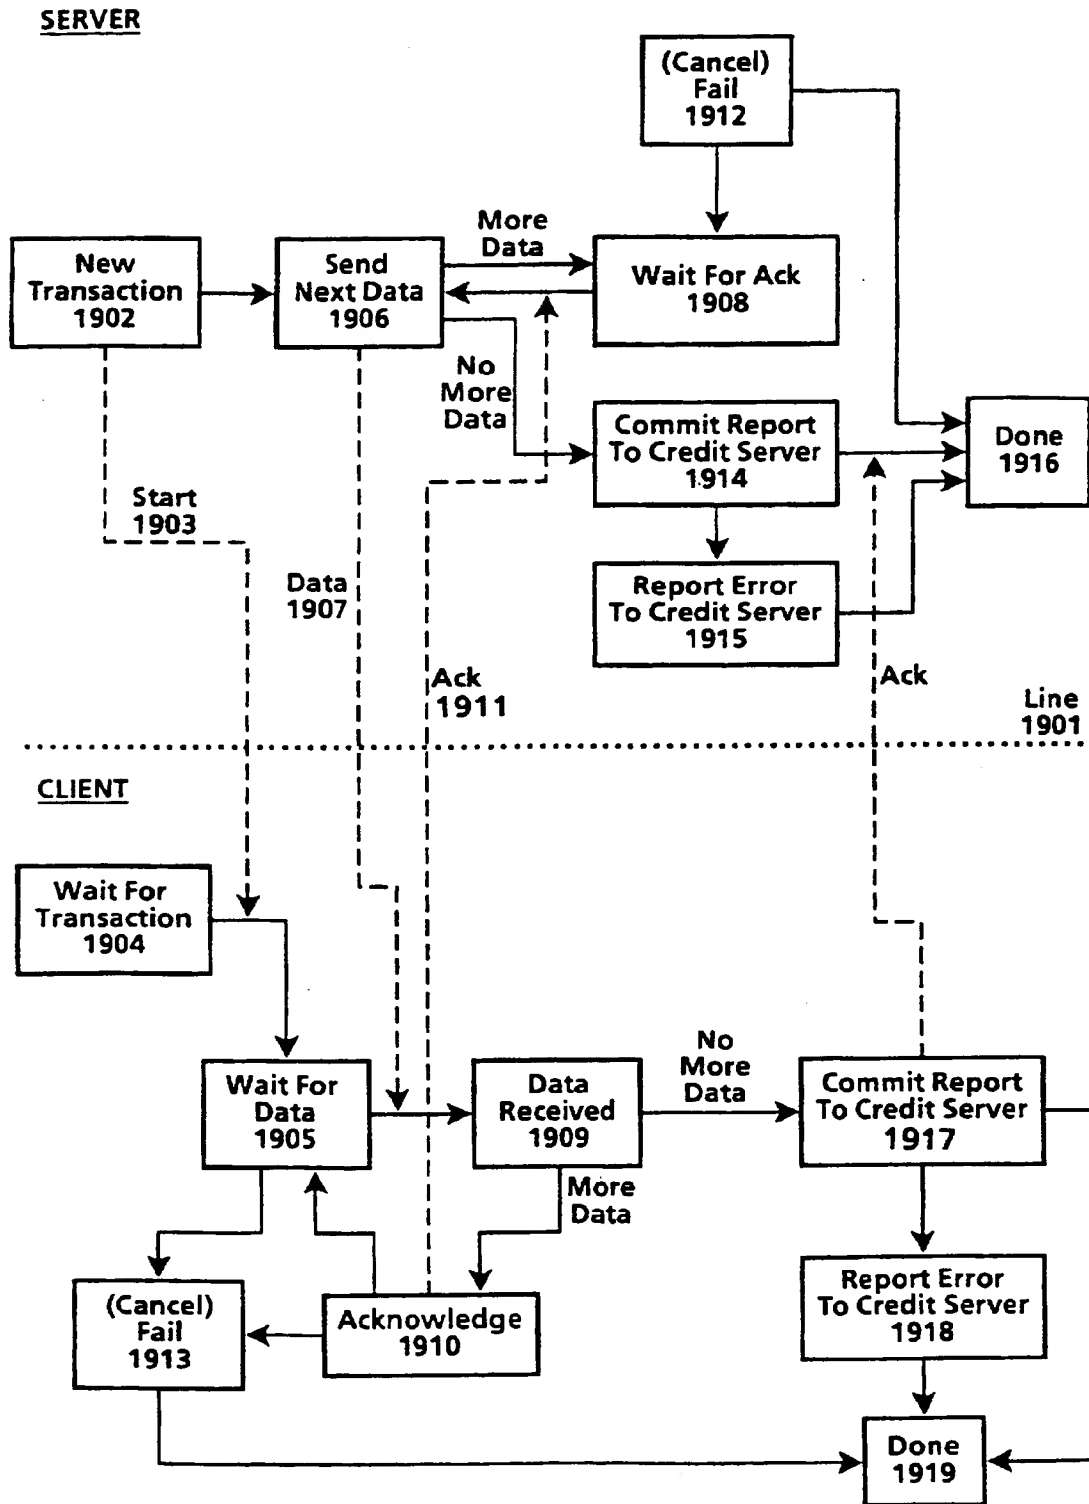 SERVER
(Cancel)
Fail
1912
More
Data
New
Transaction
1902
Send
Next Data
1906
Wait For Ack
1908
No
More
Data
Commit Report
To Credit Server
1914
Done
1916
Start
1903
Data
1907
Report Error
To Credit Server
1915
Ack
1911
Ack
Line
1901
CLIENT
Wait For
Transaction
1904
Wait For
Data
1905
Data
Received
1909
No
More
Data
Commit Report
To Credit Server
1917
More
Data
(Cancel)
Fail
1913
Acknowledge
1910
Report Error
To Credit Server
1918
Done
1919